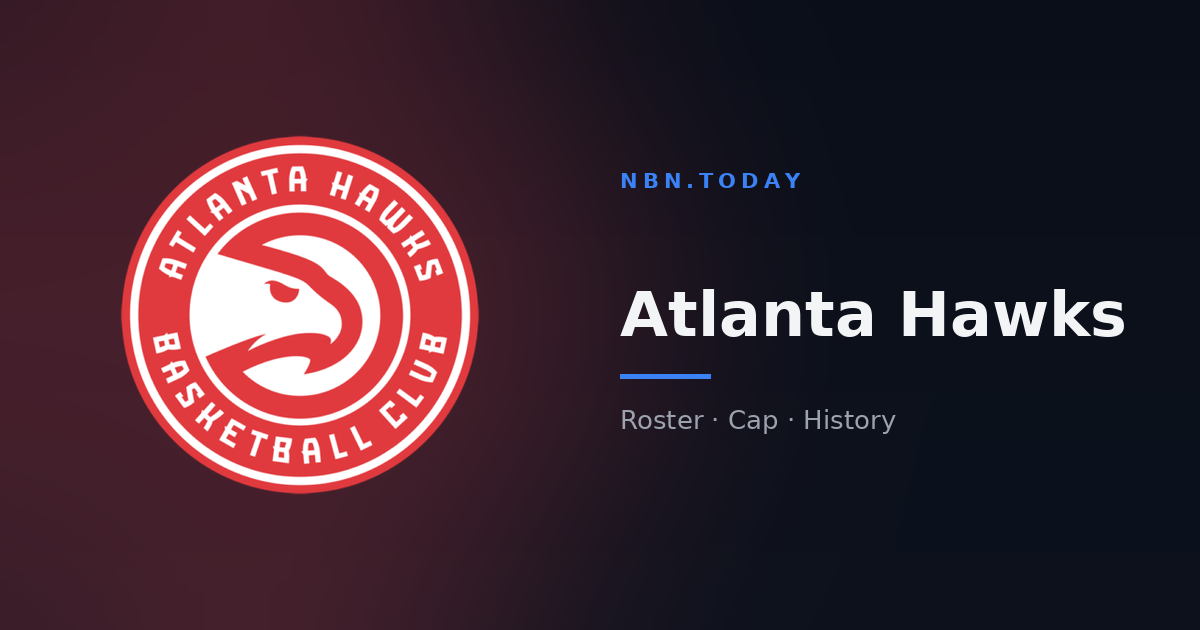 ATLANTA HAWKS
BASKETBALL CLUB
NBN.TODAY
Atlanta Hawks
Roster · Cap · History